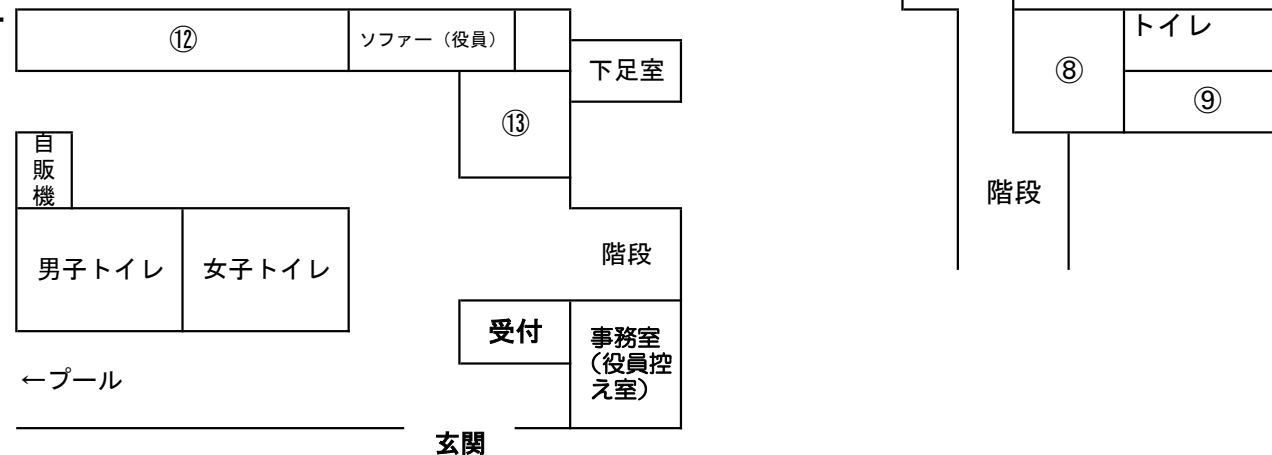 ⑫
ソファー（役員）
下足室
⑬
自
販
機
男子トイレ
女子トイレ
階段
受付
事務室
（役員控
え室）
←プール
玄関
トイレ
⑧
⑨
階段